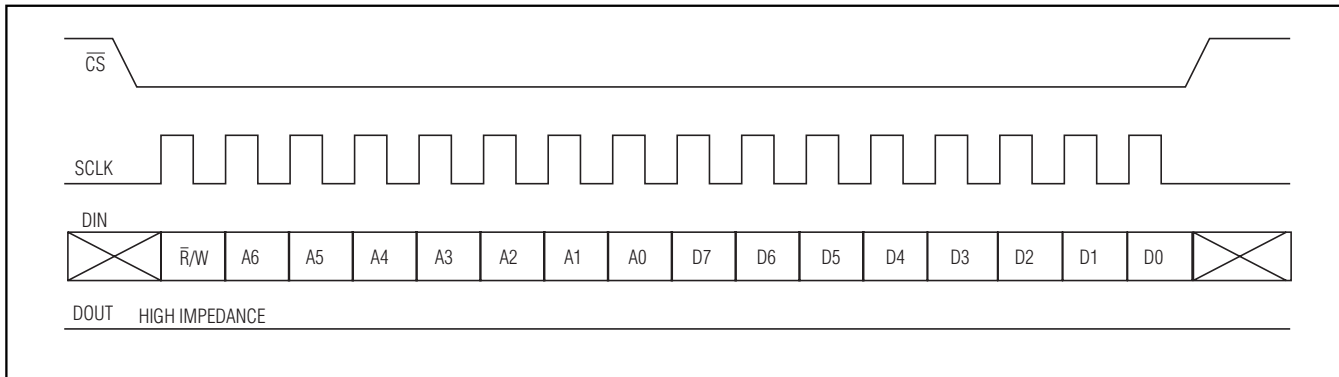 C̅S̅
SCLK
DIN
R̅/W A6 A5 A4 A3 A2 A1 A0 D7 D6 D5 D4 D3 D2 D1 D0
DOUT HIGH IMPEDANCE